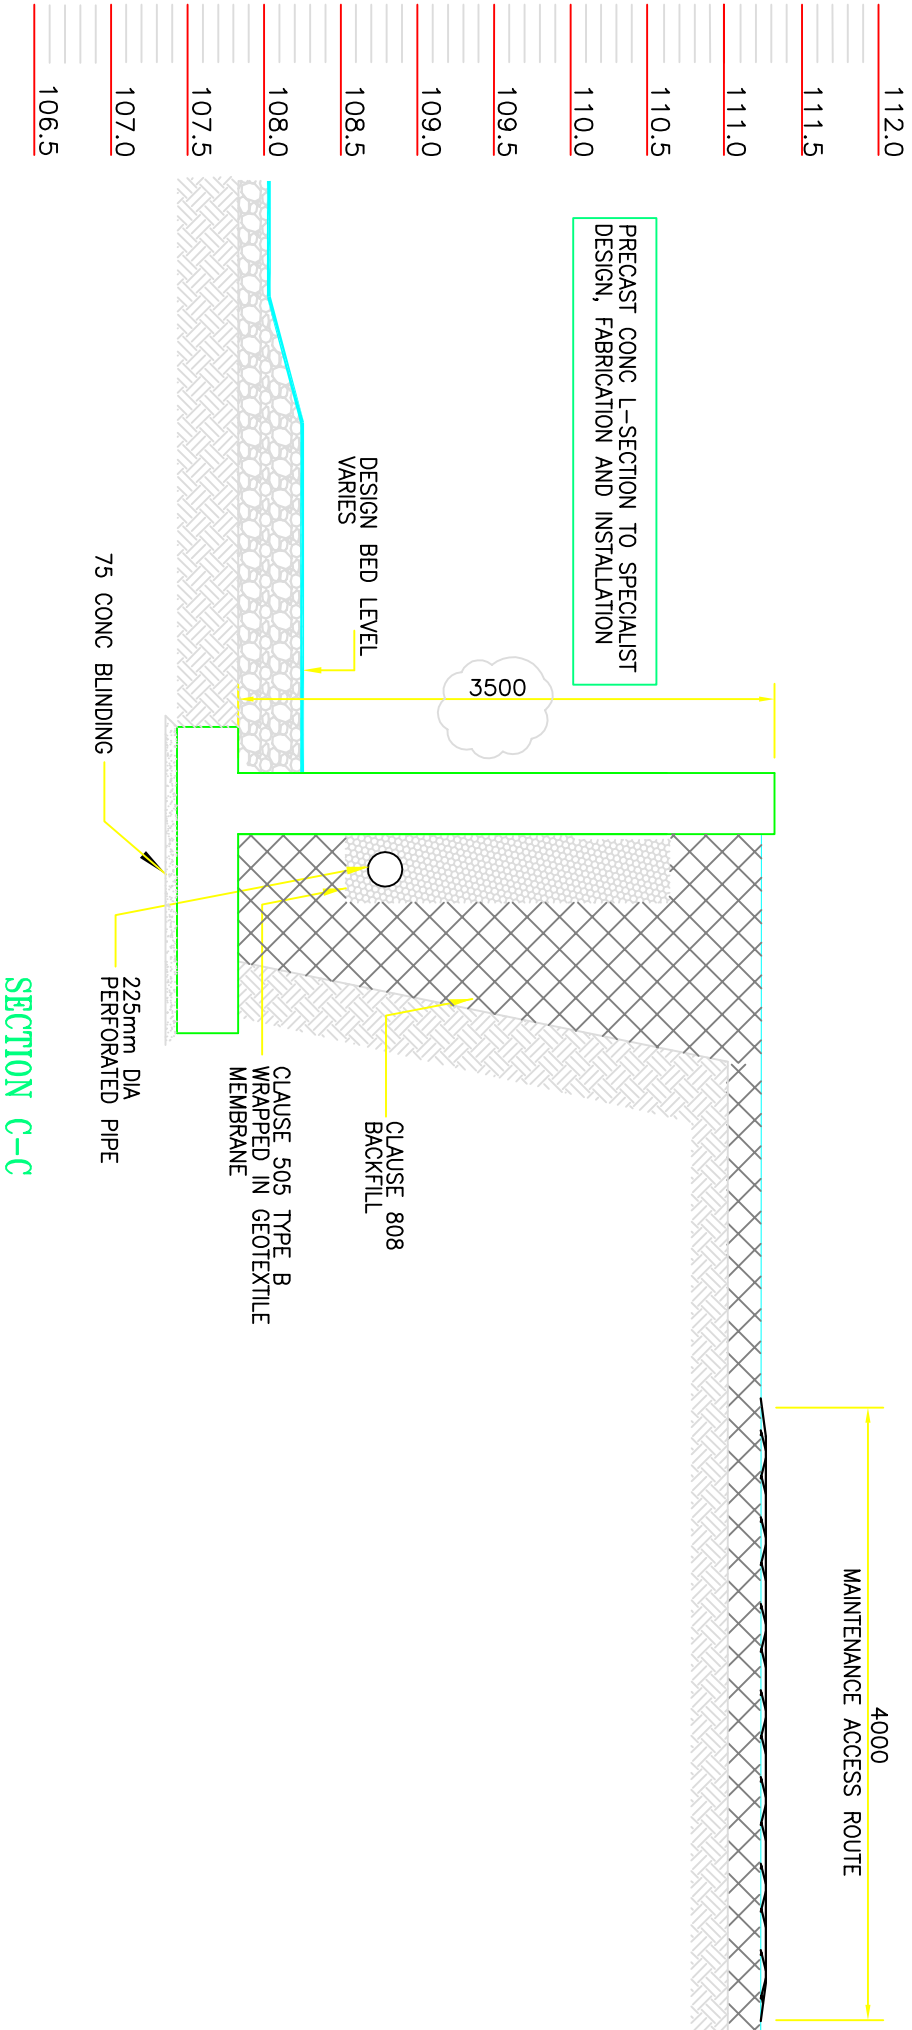 112.0
111.5
111.0
110.5
110.0
109.5
109.0
108.5
108.0
107.5
107.0
106.5
PRECAST CONC L-SECTION TO SPECIALIST
DESIGN, FABRICATION AND INSTALLATION
DESIGN BED LEVEL
VARIES
75 CONC BLINDING
3500
225mm DIA
PERFORATED PIPE
CLAUSE 505 TYPE B
WRAPPED IN GEOTEXTILE
MEMBRANE
CLAUSE 808
BACKFILL
4000
MAINTENANCE ACCESS ROUTE
SECTION C-C